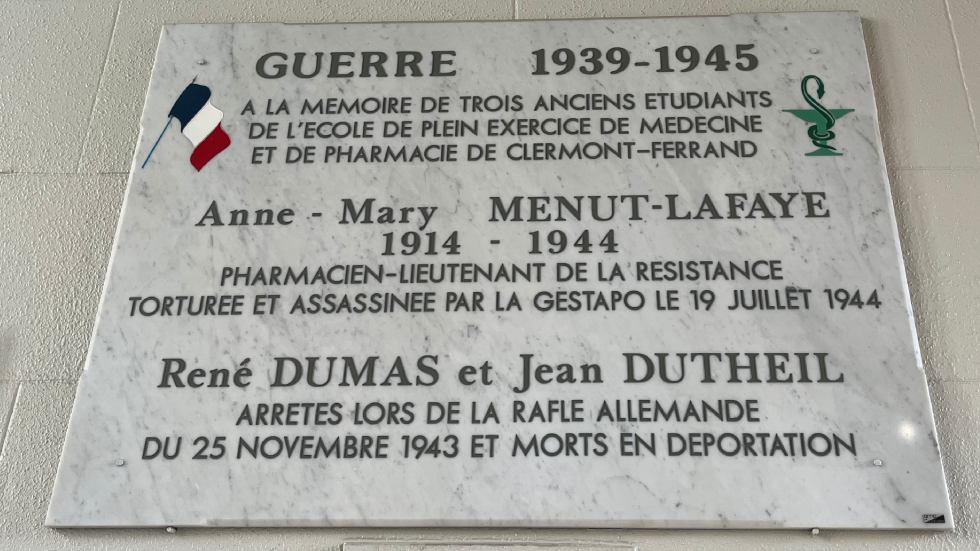 GUERRE 1939-1945
A LA MEMOIRE DE TROIS ANCIENS ETUDIANTS
DE L'ECOLE DE PLEIN EXERCICE DE MEDECINE
ET DE PHARMACIE DE CLERMONT-FERRAND
Anne - Mary MENUT-LAFAYE
1914 - 1944
PHARMACIEN-LIEUTENANT DE LA RESISTANCE
TORTUREE ET ASSASSINEE PAR LA GESTAPO LE 19 JUILLET 1944
René DUMAS et Jean DUTHEIL
ARRETES LORS DE LA RAFLE ALLEMANDE
DU 25 NOVEMBRE 1943 ET MORTS EN DEPORTATION